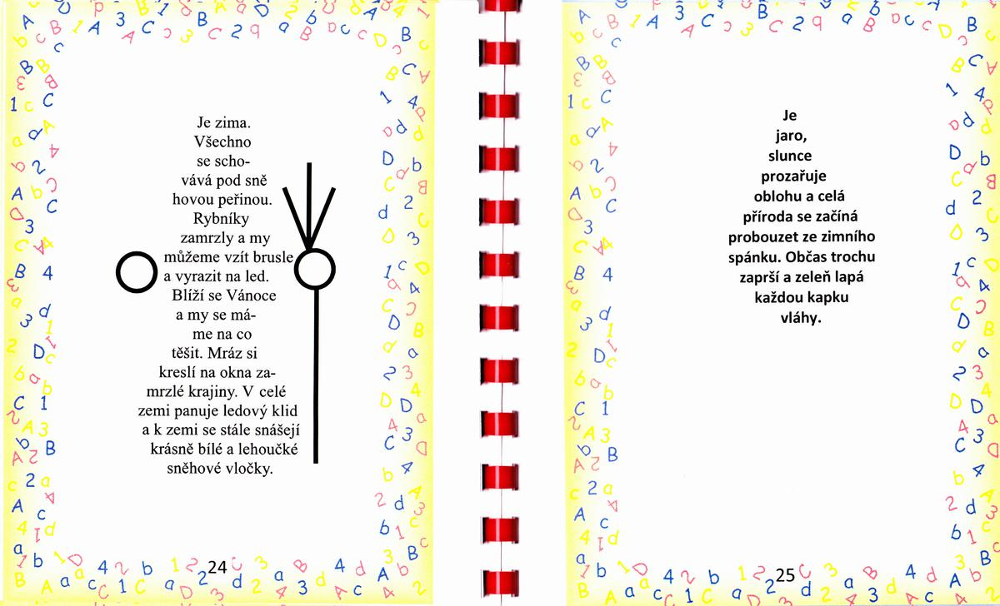 Je zima.
Všechno
se scho-
vává pod sně
hovou peřinou.
Rybníky
zamrzly a my
můžeme vzít brusle
a vyrazit na led.
Blíží se Vánoce
a my se má-
me na co
těšit. Mráz si
kreslí na okna za-
mrzlé krajiny. V celé
zemi panuje ledový klid
a k zemi se stále snášejí
krásně bílé a lehoučké
sněhové vločky.
24
Je
jaro,
slunce
prozařuje
oblohu a celá
příroda se začíná
probouzet ze zimního
spánku. Občas trochu
zaprší a zeleň lapá
každou kapku
vláhy.
25